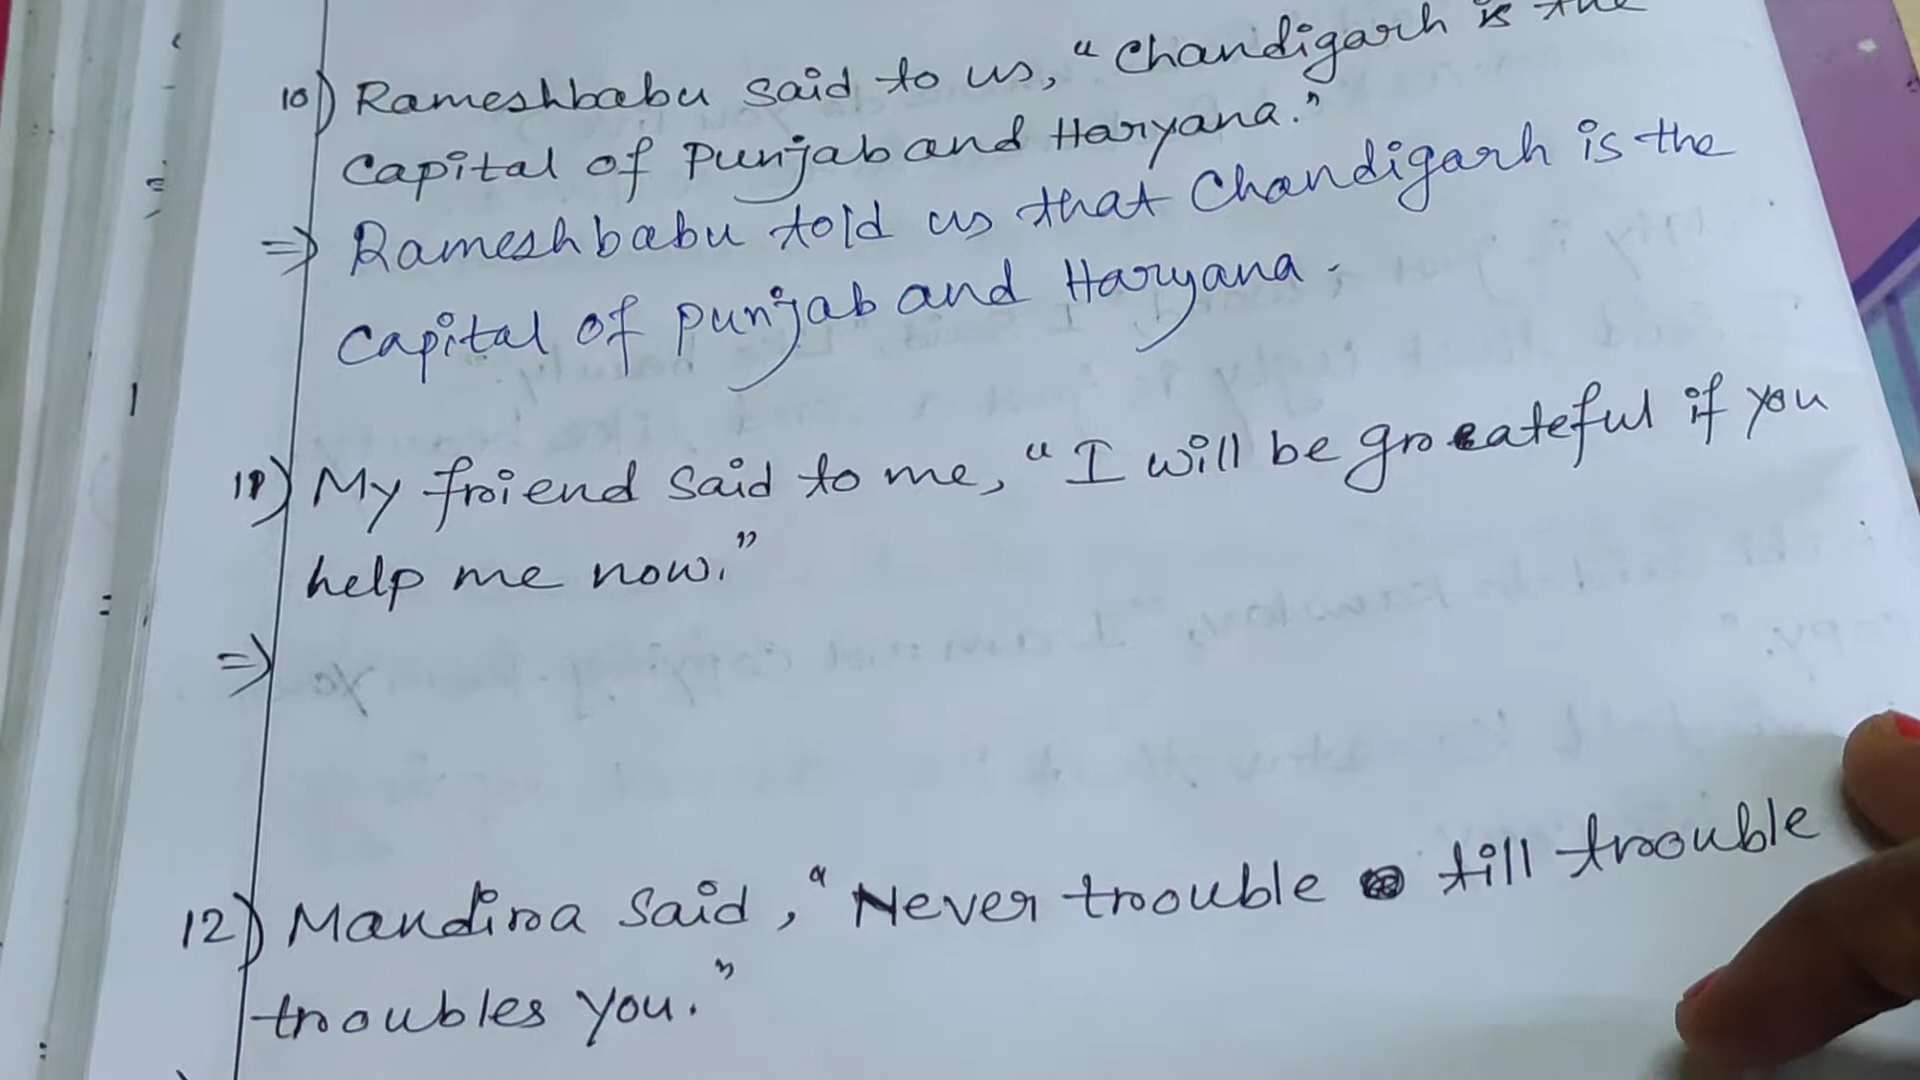 10) Rameshbabu said to us, "Chandigarh is the
Capital of Punjab and Haryana."
=> Rameshbabu told us that Chandigarh is the
Capital of punjab and Haryana.
11) My friend said to me, "I will be grateful if you
help me now."
=>
12) Mandira said, "Never trouble till trouble
troubles you."